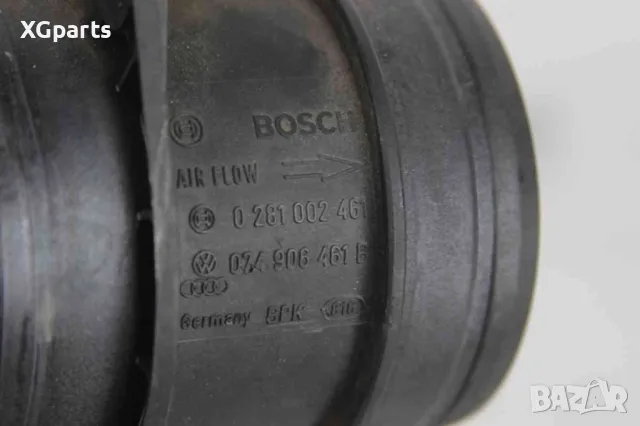 XGparts
BOSCH
AIR FLOW
0 281 002 461
074 906 461 B
Germany
BAZAR